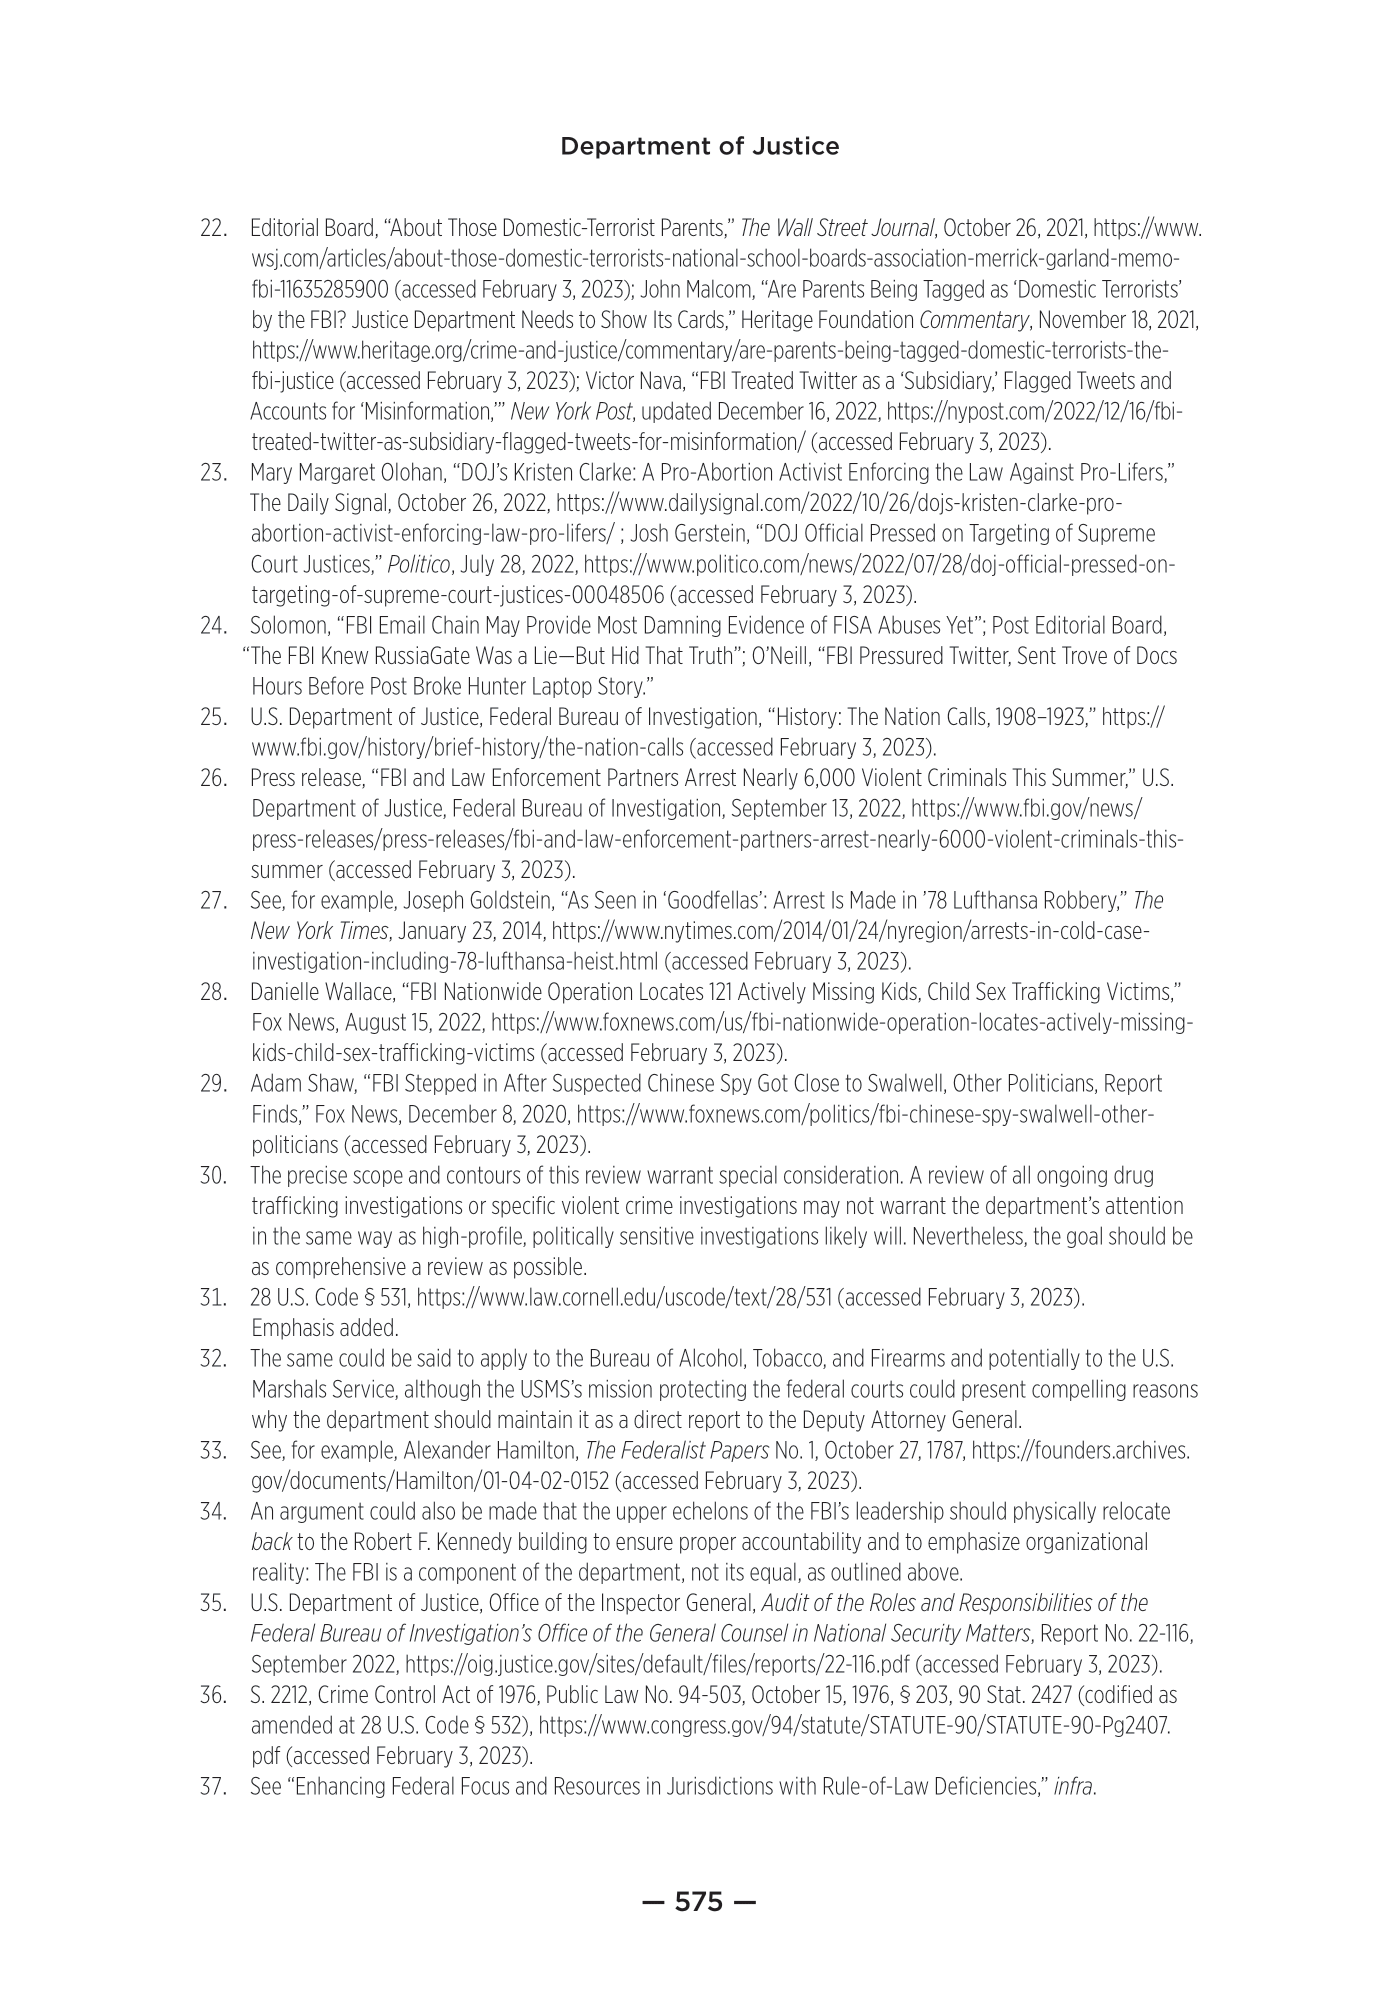 Department of Justice
22. Editorial Board, “About Those Domestic-Terrorist Parents,” The Wall Street Journal, October 26, 2021, https://www.
wsj.com/articles/about-those-domestic-terrorists-national-school-boards-association-merrick-garland-memo-
fbi-11635285900 (accessed February 3, 2023); John Malcom, “Are Parents Being Tagged as ‘Domestic Terrorists’
by the FBI? Justice Department Needs to Show Its Cards,” Heritage Foundation Commentary, November 18, 2021,
https://www.heritage.org/crime-and-justice/commentary/are-parents-being-tagged-domestic-terrorists-the-
fbi-justice (accessed February 3, 2023); Victor Nava, “FBI Treated Twitter as a ‘Subsidiary,’ Flagged Tweets and
Accounts for ‘Misinformation,’” New York Post, updated December 16, 2022, https://nypost.com/2022/12/16/fbi-
treated-twitter-as-subsidiary-flagged-tweets-for-misinformation/ (accessed February 3, 2023).
23. Mary Margaret Olohan, “DOJ’s Kristen Clarke: A Pro-Abortion Activist Enforcing the Law Against Pro-Lifers,”
The Daily Signal, October 26, 2022, https://www.dailysignal.com/2022/10/26/dojs-kristen-clarke-pro-
abortion-activist-enforcing-law-pro-lifers/ ; Josh Gerstein, “DOJ Official Pressed on Targeting of Supreme
Court Justices,” Politico, July 28, 2022, https://www.politico.com/news/2022/07/28/doj-official-pressed-on-
targeting-of-supreme-court-justices-00048506 (accessed February 3, 2023).
24. Solomon, “FBI Email Chain May Provide Most Damning Evidence of FISA Abuses Yet”; Post Editorial Board,
“The FBI Knew RussiaGate Was a Lie—But Hid That Truth”; O’Neill, “FBI Pressured Twitter, Sent Trove of Docs
Hours Before Post Broke Hunter Laptop Story.”
25. U.S. Department of Justice, Federal Bureau of Investigation, “History: The Nation Calls, 1908–1923,” https://
www.fbi.gov/history/brief-history/the-nation-calls (accessed February 3, 2023).
26. Press release, “FBI and Law Enforcement Partners Arrest Nearly 6,000 Violent Criminals This Summer,” U.S.
Department of Justice, Federal Bureau of Investigation, September 13, 2022, https://www.fbi.gov/news/
press-releases/press-releases/fbi-and-law-enforcement-partners-arrest-nearly-6000-violent-criminals-this-
summer (accessed February 3, 2023).
27. See, for example, Joseph Goldstein, “As Seen in ‘Goodfellas’: Arrest Is Made in ’78 Lufthansa Robbery,” The
New York Times, January 23, 2014, https://www.nytimes.com/2014/01/24/nyregion/arrests-in-cold-case-
investigation-including-78-lufthansa-heist.html (accessed February 3, 2023).
28. Danielle Wallace, “FBI Nationwide Operation Locates 121 Actively Missing Kids, Child Sex Trafficking Victims,”
Fox News, August 15, 2022, https://www.foxnews.com/us/fbi-nationwide-operation-locates-actively-missing-
kids-child-sex-trafficking-victims (accessed February 3, 2023).
29. Adam Shaw, “FBI Stepped in After Suspected Chinese Spy Got Close to Swalwell, Other Politicians, Report
Finds,” Fox News, December 8, 2020, https://www.foxnews.com/politics/fbi-chinese-spy-swalwell-other-
politicians (accessed February 3, 2023).
30. The precise scope and contours of this review warrant special consideration. A review of all ongoing drug
trafficking investigations or specific violent crime investigations may not warrant the department’s attention
in the same way as high-profile, politically sensitive investigations likely will. Nevertheless, the goal should be
as comprehensive a review as possible.
31. 28 U.S. Code § 531, https://www.law.cornell.edu/uscode/text/28/531 (accessed February 3, 2023).
Emphasis added.
32. The same could be said to apply to the Bureau of Alcohol, Tobacco, and Firearms and potentially to the U.S.
Marshals Service, although the USMS’s mission protecting the federal courts could present compelling reasons
why the department should maintain it as a direct report to the Deputy Attorney General.
33. See, for example, Alexander Hamilton, The Federalist Papers No. 1, October 27, 1787, https://founders.archives.
gov/documents/Hamilton/01-04-02-0152 (accessed February 3, 2023).
34. An argument could also be made that the upper echelons of the FBI’s leadership should physically relocate
back to the Robert F. Kennedy building to ensure proper accountability and to emphasize organizational
reality: The FBI is a component of the department, not its equal, as outlined above.
35. U.S. Department of Justice, Office of the Inspector General, Audit of the Roles and Responsibilities of the
Federal Bureau of Investigation’s Office of the General Counsel in National Security Matters, Report No. 22-116,
September 2022, https://oig.justice.gov/sites/default/files/reports/22-116.pdf (accessed February 3, 2023).
36. S. 2212, Crime Control Act of 1976, Public Law No. 94-503, October 15, 1976, § 203, 90 Stat. 2427 (codified as
amended at 28 U.S. Code § 532), https://www.congress.gov/94/statute/STATUTE-90/STATUTE-90-Pg2407.
pdf (accessed February 3, 2023).
37. See “Enhancing Federal Focus and Resources in Jurisdictions with Rule-of-Law Deficiencies,” infra.
— 575 —